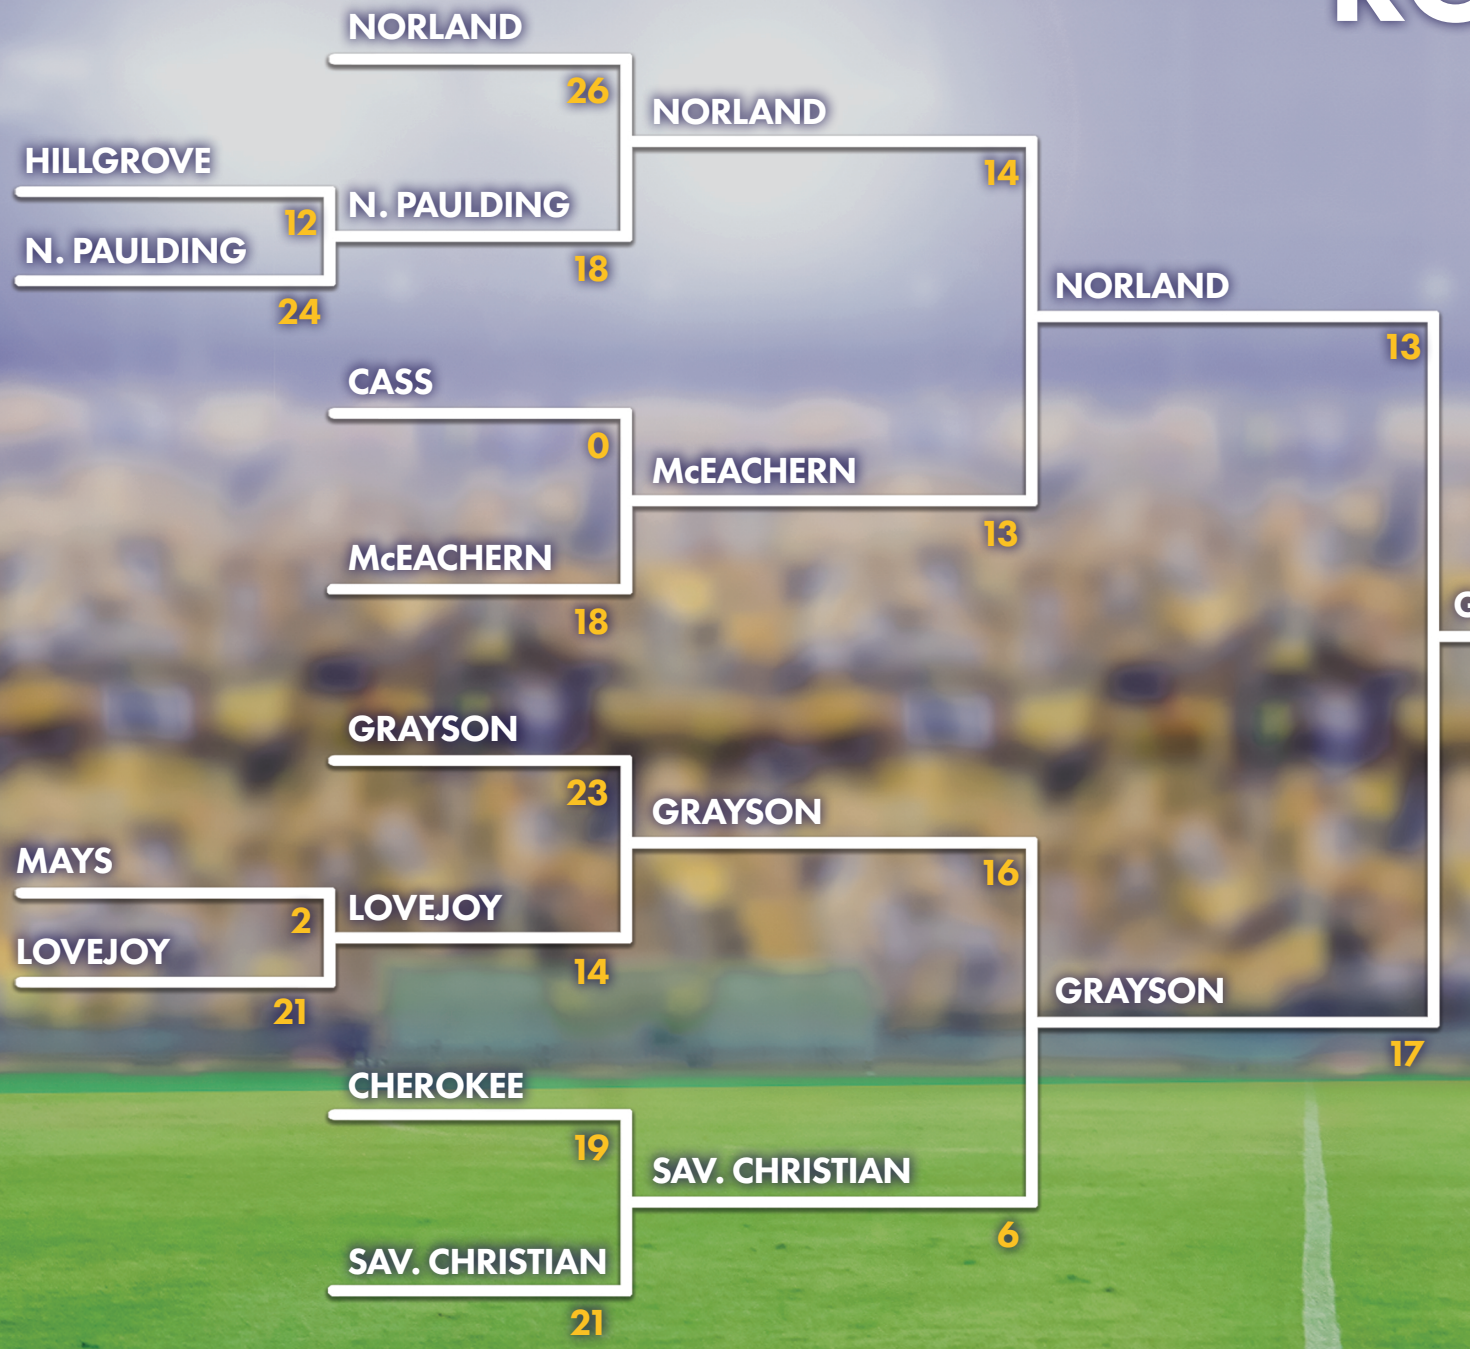 NORLAND
26
NORLAND
14
HILLGROVE
12
N. PAULDING
18
N. PAULDING
24
NORLAND
13
CASS
0
McEACHERN
13
McEACHERN
18
GRAYSON
23
GRAYSON
16
MAYS
2
LOVEJOY
14
LOVEJOY
21
GRAYSON
17
CHEROKEE
19
SAV. CHRISTIAN
6
SAV. CHRISTIAN
21